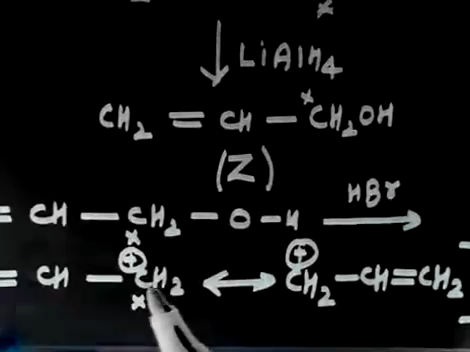 *
↓ LiAlH4
CH2 = CH - *CH2OH
(Z)
= CH - CH2 - O - H HBr →
*
= CH - ⊕CH2 ↔ ⊕CH2 - CH = CH2
*